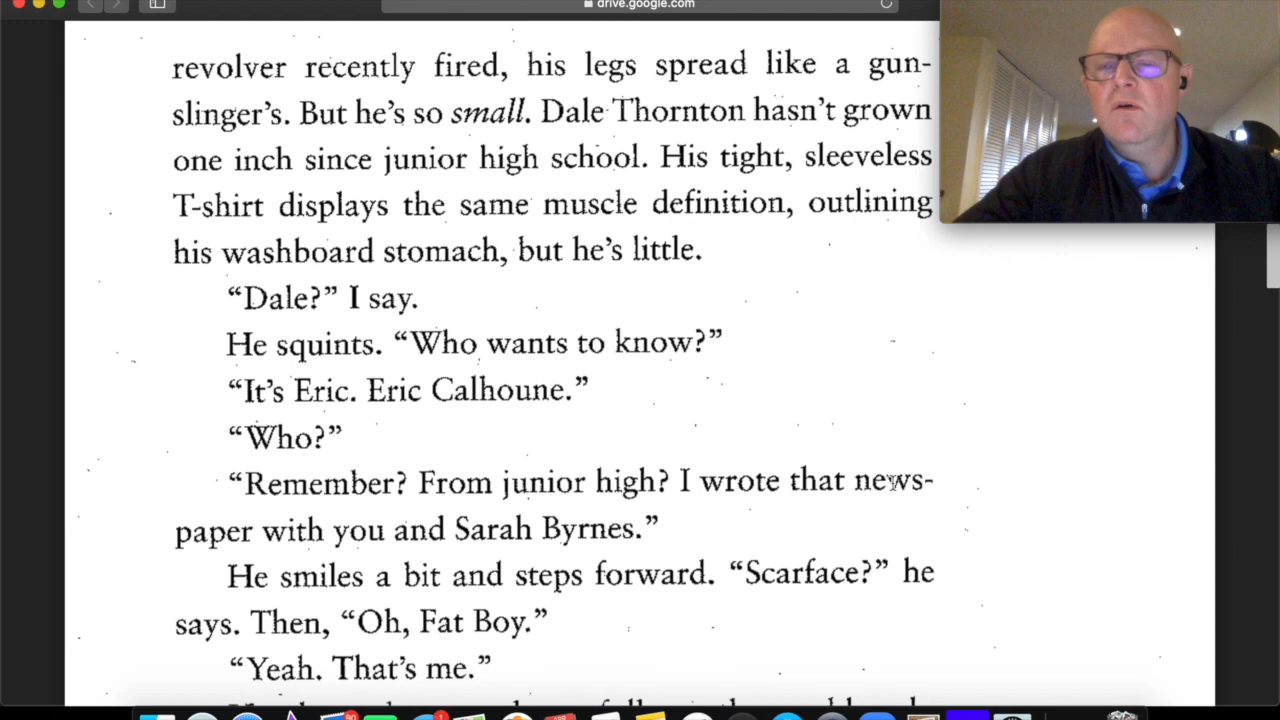 drive.google.com
revolver recently fired, his legs spread like a gun-
slinger's. But he's so small. Dale Thornton hasn't grown
one inch since junior high school. His tight, sleeveless
T-shirt displays the same muscle definition, outlining
his washboard stomach, but he's little.
“Dale?” I say.
He squints. “Who wants to know?”
“It's Eric. Eric Calhoune.”
“Who?”
“Remember? From junior high? I wrote that news-
paper with you and Sarah Byrnes.”
He smiles a bit and steps forward. “Scarface?” he
says. Then, “Oh, Fat Boy.”
“Yeah. That's me.”